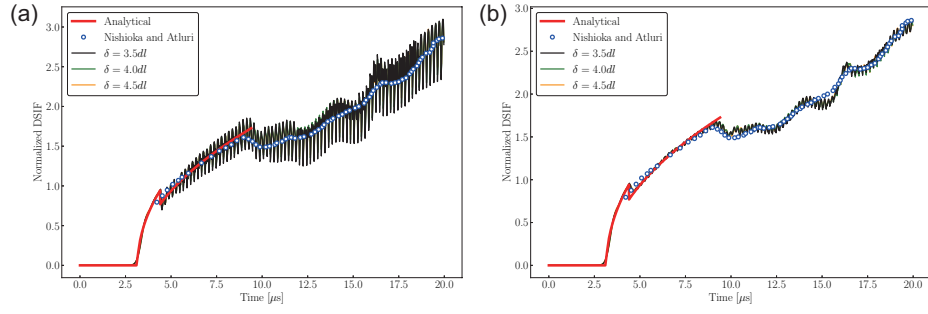 (a)
Analytical
Nishioka and Atluri
δ = 3.5dl
δ = 4.0dl
δ = 4.5dl
Normalized DSIF
3.0
2.5
2.0
1.5
1.0
0.5
0.0
0.0 2.5 5.0 7.5 10.0 12.5 15.0 17.5 20.0
Time [μs]
(b)
Analytical
Nishioka and Atluri
δ = 3.5dl
δ = 4.0dl
δ = 4.5dl
Normalized DSIF
3.0
2.5
2.0
1.5
1.0
0.5
0.0
0.0 2.5 5.0 7.5 10.0 12.5 15.0 17.5 20.0
Time [μs]